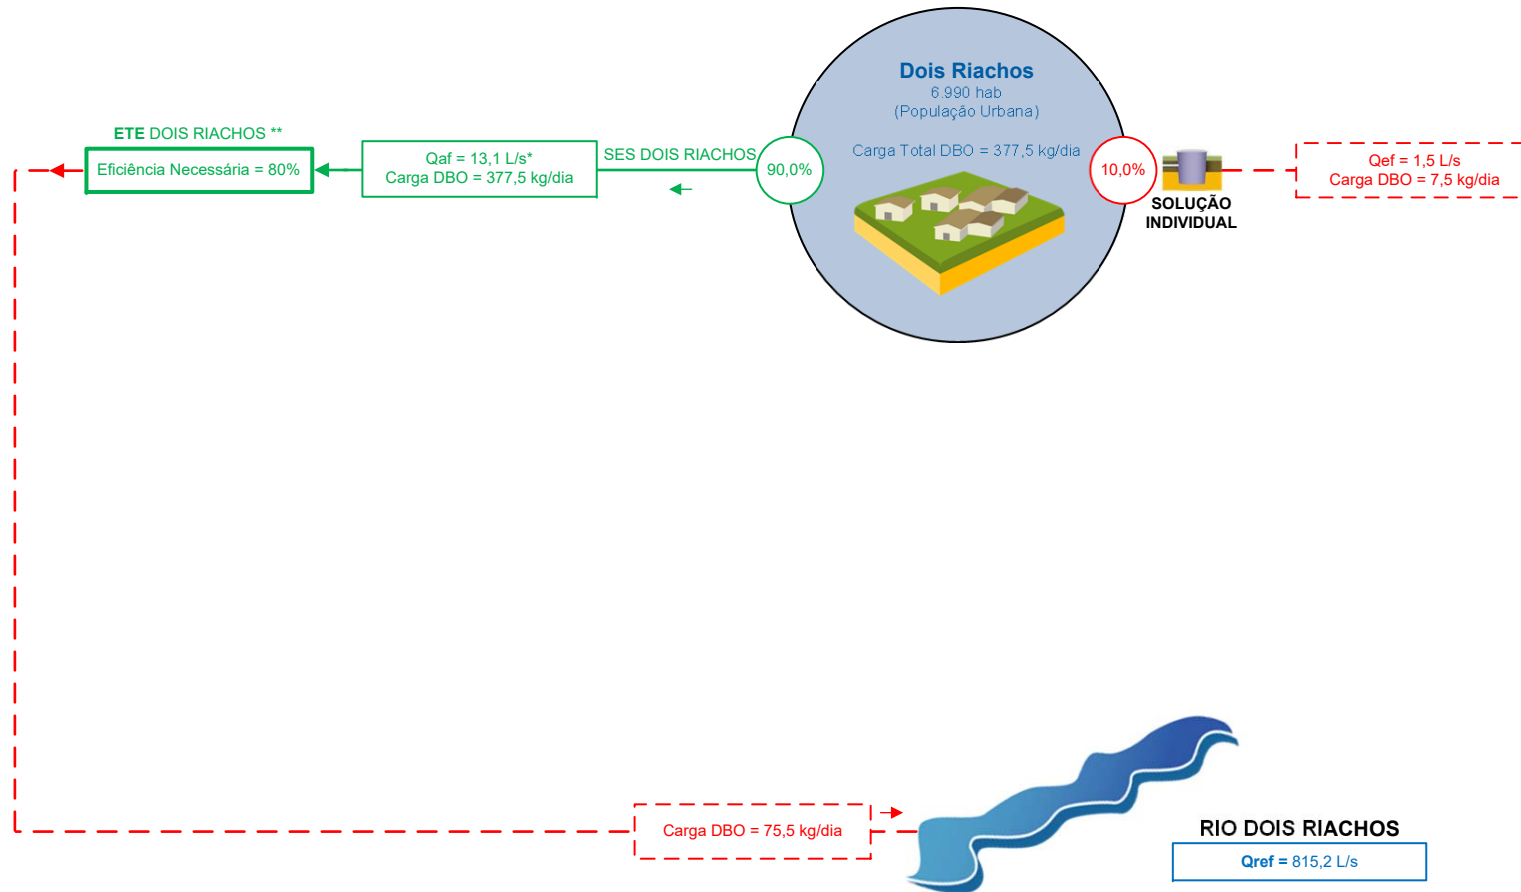 Dois Riachos
6.990 hab
(População Urbana)
Carga Total DBO = 377,5 kg/dia
ETE DOIS RIACHOS **
Eficiência Necessária = 80%
Qaf = 13,1 L/s*
Carga DBO = 377,5 kg/dia
SES DOIS RIACHOS
90,0%
10,0%
SOLUÇÃO
INDIVIDUAL
Qef = 1,5 L/s
Carga DBO = 7,5 kg/dia
Carga DBO = 75,5 kg/dia
RIO DOIS RIACHOS
Qref = 815,2 L/s